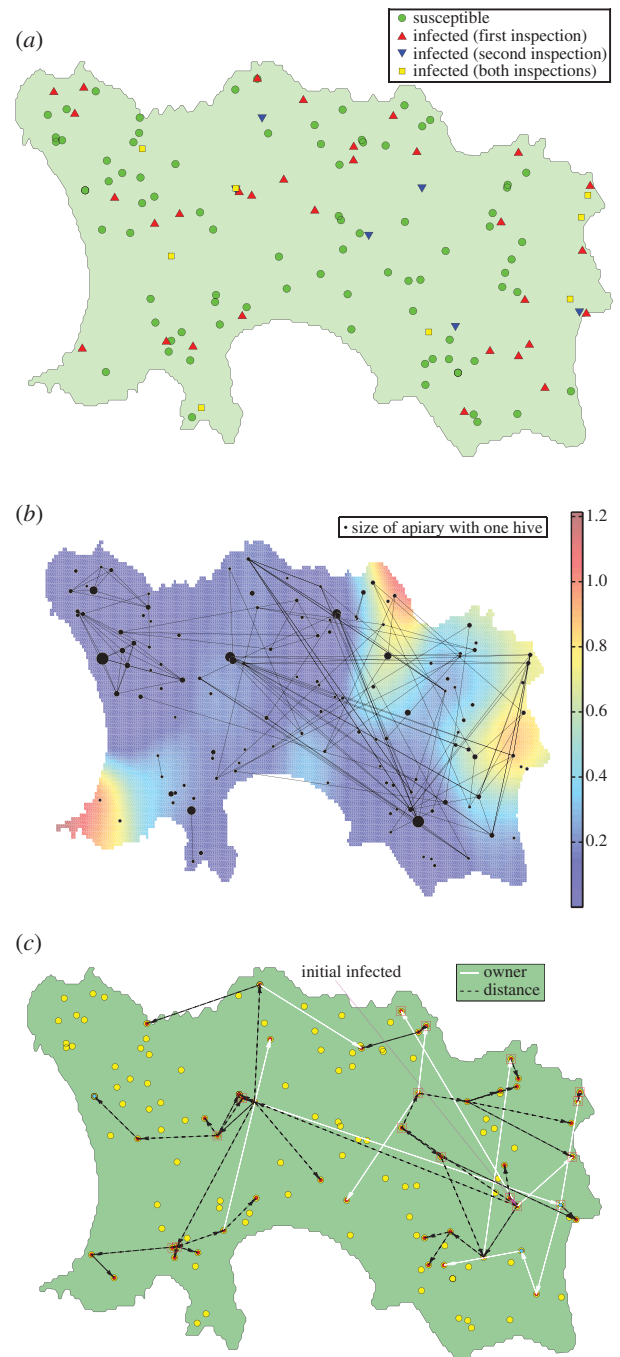 (a)
susceptible
infected (first inspection)
infected (second inspection)
infected (both inspections)
(b)
size of apiary with one hive
1.2
1.0
0.8
0.6
0.4
0.2
(c)
initial infected
owner
distance